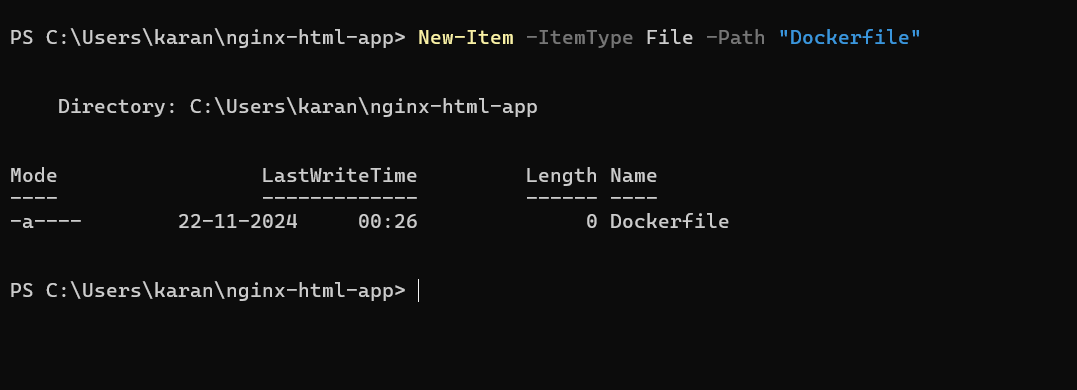 PS C:\Users\karan\nginx-html-app> New-Item -ItemType File -Path "Dockerfile"
Directory: C:\Users\karan\nginx-html-app
Mode                 LastWriteTime         Length Name
----                 -------------         ------ ----
-a----        22-11-2024     00:26              0 Dockerfile
PS C:\Users\karan\nginx-html-app>